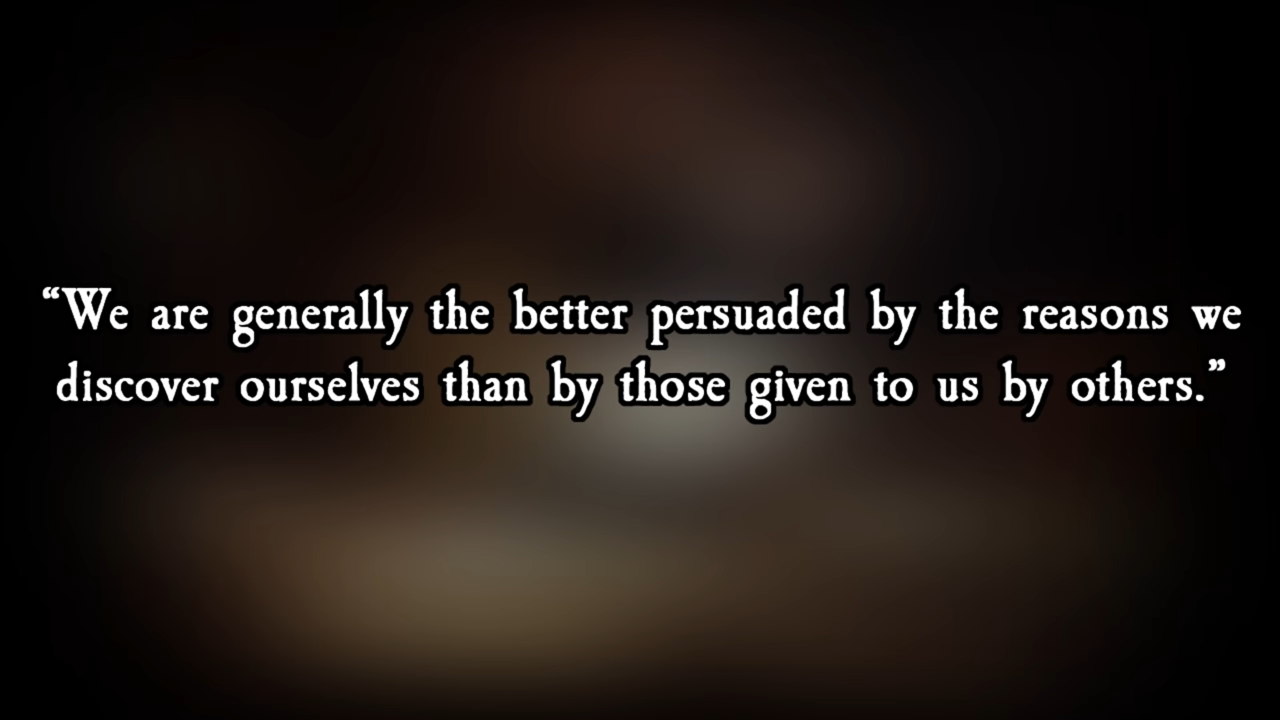 “We are generally the better persuaded by the reasons we
discover ourselves than by those given to us by others.”